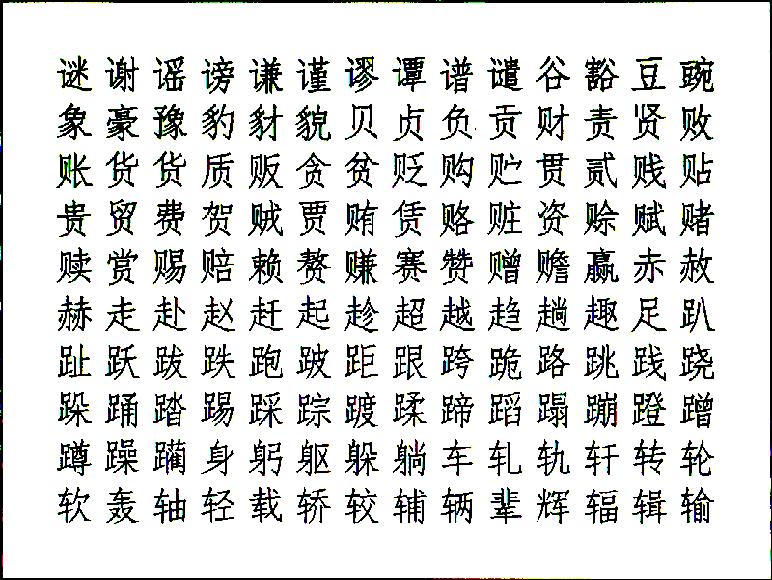 谜谢谣谤谦谨谬谭谱谴谷豁豆豌
象豪豫豹豺貌贝贞负贡财责贤败
账货货质贩贪贫贬购贮贯贰贱贴
贵贸费贺贼贾贿赁赂赃资赊赋赌
赎赏赐赔赖赘赚赛赞赠赡赢赤赦
赫走赴赵赶起趁超越趋趟趣足趴
趾跃跋跌跑跛距跟跨跪路跳践跷
跺踊踏踢踩踪踱蹂蹄蹈蹋蹦蹬蹭
蹲躁躏身躬躯躲躺车轧轨轩转轮
软轰轴轻载轿较辅辆辈辉辐辑输